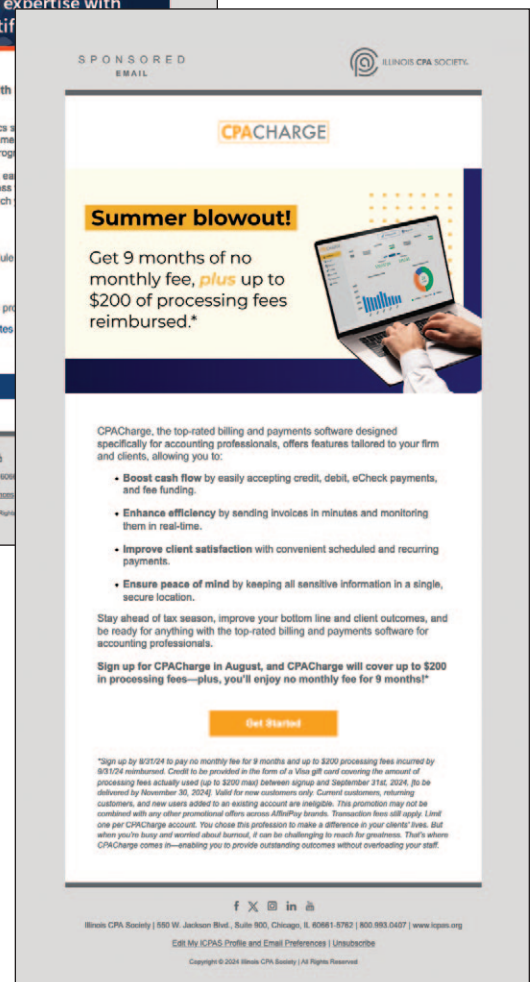 expertise with
tif
SPONSORED
EMAIL
ILLINOIS CPA SOCIETY.
CPACHARGE
Summer blowout!
Get 9 months of no
monthly fee, plus up to
$200 of processing fees
reimbursed.*
CPACharge, the top-rated billing and payments software designed
specifically for accounting professionals, offers features tailored to your firm
and clients, allowing you to:
• Boost cash flow by easily accepting credit, debit, eCheck payments,
and fee funding.
• Enhance efficiency by sending invoices in minutes and monitoring
them in real-time.
• Improve client satisfaction with convenient scheduled and recurring
payments.
• Ensure peace of mind by keeping all sensitive information in a single,
secure location.
Stay ahead of tax season, improve your bottom line and client outcomes, and
be ready for anything with the top-rated billing and payments software for
accounting professionals.
Sign up for CPACharge in August, and CPACharge will cover up to $200
in processing fees—plus, you'll enjoy no monthly fee for 9 months!*
Get Started
*Sign up by 8/31/24 to pay no monthly fee for 9 months and up to $200 processing fees incurred by
9/31/24 reimbursed. Credit to be provided in the form of a Visa gift card covering the amount of
processing fees actually used (up to $200 max) between signup and September 31st, 2024, [to be
delivered by November 30, 2024]. Valid for new customers only. Current customers, returning
customers, and new users added to an existing account are ineligible. This promotion may not be
combined with any other promotional offers across AffiniPay brands. Transaction fees still apply. Limit
one per CPACharge account. You chose this profession to make a difference in your clients' lives. But
when you're busy and worried about burnout, it can be challenging to reach for greatness. That's where
CPACharge comes in—enabling you to provide outstanding outcomes without overloading your staff.
Illinois CPA Society | 550 W. Jackson Blvd., Suite 900, Chicago, IL 60661-5762 | 800.993.0407 | www.icpas.org
Edit My ICPAS Profile and Email Preferences | Unsubscribe
Copyright © 2024 Illinois CPA Society | All Rights Reserved